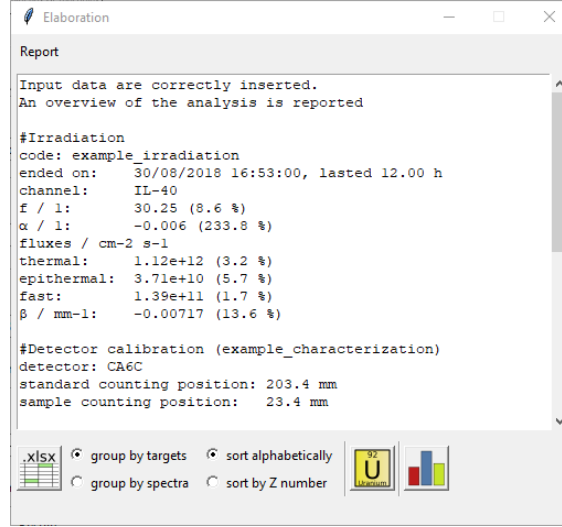 Elaboration
Report
Input data are correctly inserted.
An overview of the analysis is reported
#Irradiation
code: example_irradiation
ended on:    30/08/2018 16:53:00, lasted 12.00 h
channel:     IL-40
f / 1:       30.25 (8.6 %)
α / 1:       -0.006 (233.8 %)
fluxes / cm-2 s-1
thermal:     1.12e+12 (3.2 %)
epithermal:  3.71e+10 (5.7 %)
fast:        1.39e+11 (1.7 %)
β / mm-1:    -0.00717 (13.6 %)
#Detector calibration (example_characterization)
detector: CA6C
standard counting position: 203.4 mm
sample counting position:   23.4 mm
.xlsx
group by targets
sort alphabetically
group by spectra
sort by Z number
92
U
Uranium